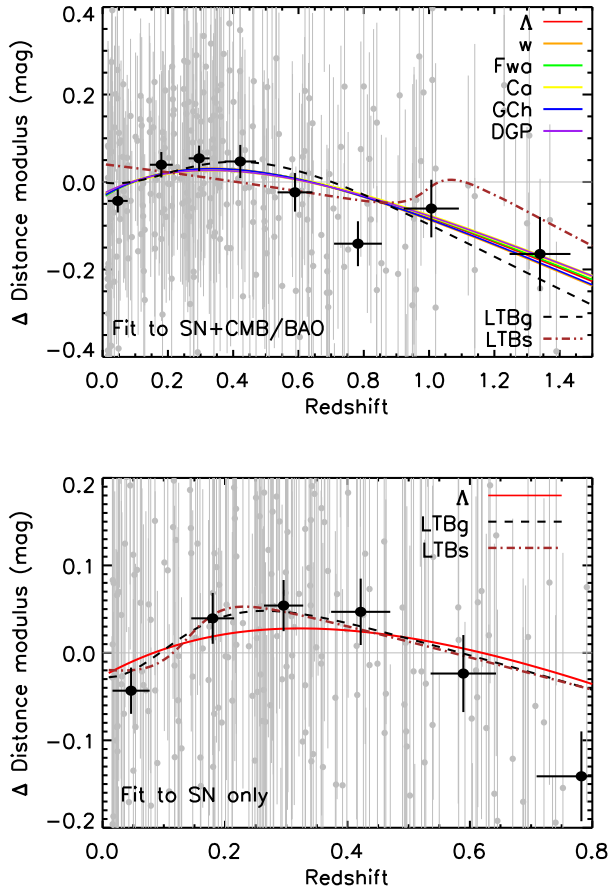 0.4
0.2
0.0
-0.2
-0.4
Δ Distance modulus (mag)
Λ
w
Fwa
Ca
GCh
DGP
LTBg
LTBs
Fit to SN+CMB/BAO
0.0 0.2 0.4 0.6 0.8 1.0 1.2 1.4
Redshift
0.2
0.1
0.0
-0.1
-0.2
Δ Distance modulus (mag)
Λ
LTBg
LTBs
Fit to SN only
0.0 0.2 0.4 0.6 0.8
Redshift